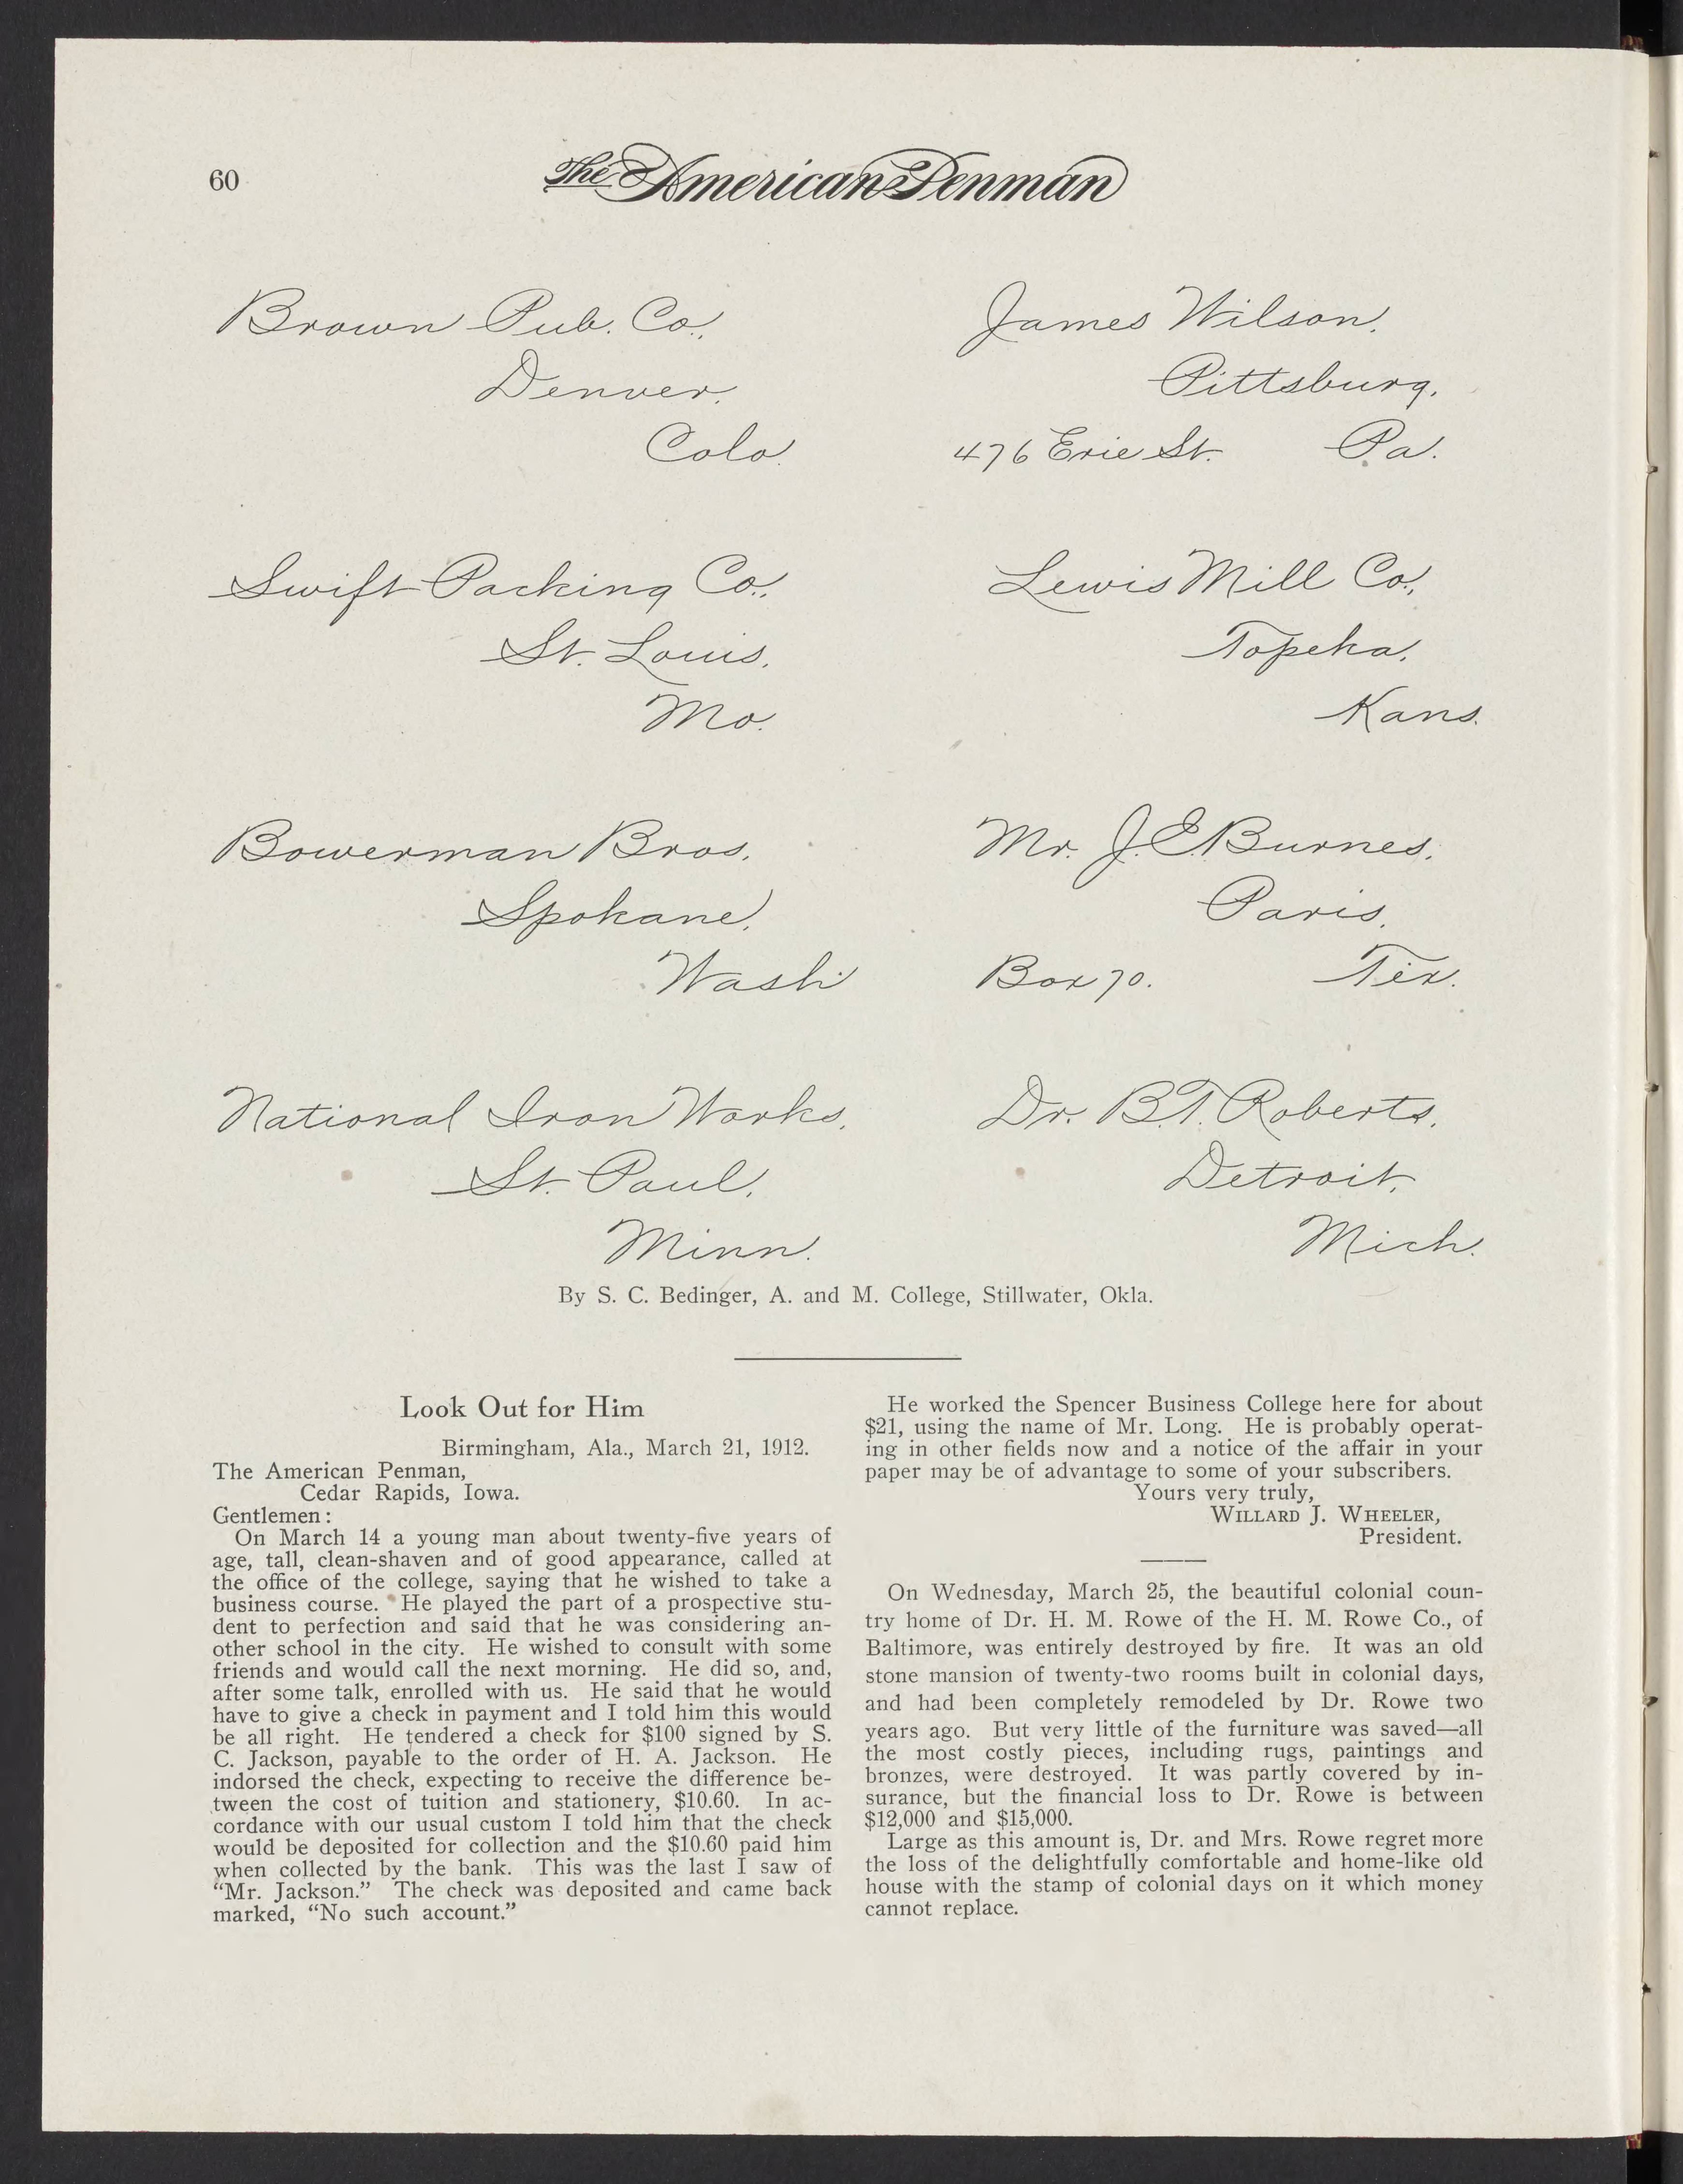 60
The American Penman
Brown Pub. Co.,
Denver,
Colo.
James Wilson,
Pittsburg,
476 Erie St. Pa.
Swift Packing Co.,
St. Louis,
Mo.
Lewis Mill Co.,
Topeka,
Kans.
Bowerman Bros,
Spokane,
Wash.
Mr. J. E. Burnes,
Paris,
Box 70. Tex.
National Iron Works,
St. Paul,
Minn.
Dr. B. T. Roberts,
Detroit,
Mich.
By S. C. Bedinger, A. and M. College, Stillwater, Okla.
Look Out for Him
Birmingham, Ala., March 21, 1912.
The American Penman,
Cedar Rapids, Iowa.
Gentlemen:
On March 14 a young man about twenty-five years of
age, tall, clean-shaven and of good appearance, called at
the office of the college, saying that he wished to take a
business course. He played the part of a prospective stu-
dent to perfection and said that he was considering an-
other school in the city. He wished to consult with some
friends and would call the next morning. He did so, and,
after some talk, enrolled with us. He said that he would
have to give a check in payment and I told him this would
be all right. He tendered a check for $100 signed by S.
C. Jackson, payable to the order of H. A. Jackson. He
indorsed the check, expecting to receive the difference be-
tween the cost of tuition and stationery, $10.60. In ac-
cordance with our usual custom I told him that the check
would be deposited for collection and the $10.60 paid him
when collected by the bank. This was the last I saw of
“Mr. Jackson.” The check was deposited and came back
marked, “No such account.”
He worked the Spencer Business College here for about
$21, using the name of Mr. Long. He is probably operat-
ing in other fields now and a notice of the affair in your
paper may be of advantage to some of your subscribers.
Yours very truly,
WILLARD J. WHEELER,
President.
On Wednesday, March 25, the beautiful colonial coun-
try home of Dr. H. M. Rowe of the H. M. Rowe Co., of
Baltimore, was entirely destroyed by fire. It was an old
stone mansion of twenty-two rooms built in colonial days,
and had been completely remodeled by Dr. Rowe two
years ago. But very little of the furniture was saved—all
the most costly pieces, including rugs, paintings and
bronzes, were destroyed. It was partly covered by in-
surance, but the financial loss to Dr. Rowe is between
$12,000 and $15,000.
Large as this amount is, Dr. and Mrs. Rowe regret more
the loss of the delightfully comfortable and home-like old
house with the stamp of colonial days on it which money
cannot replace.